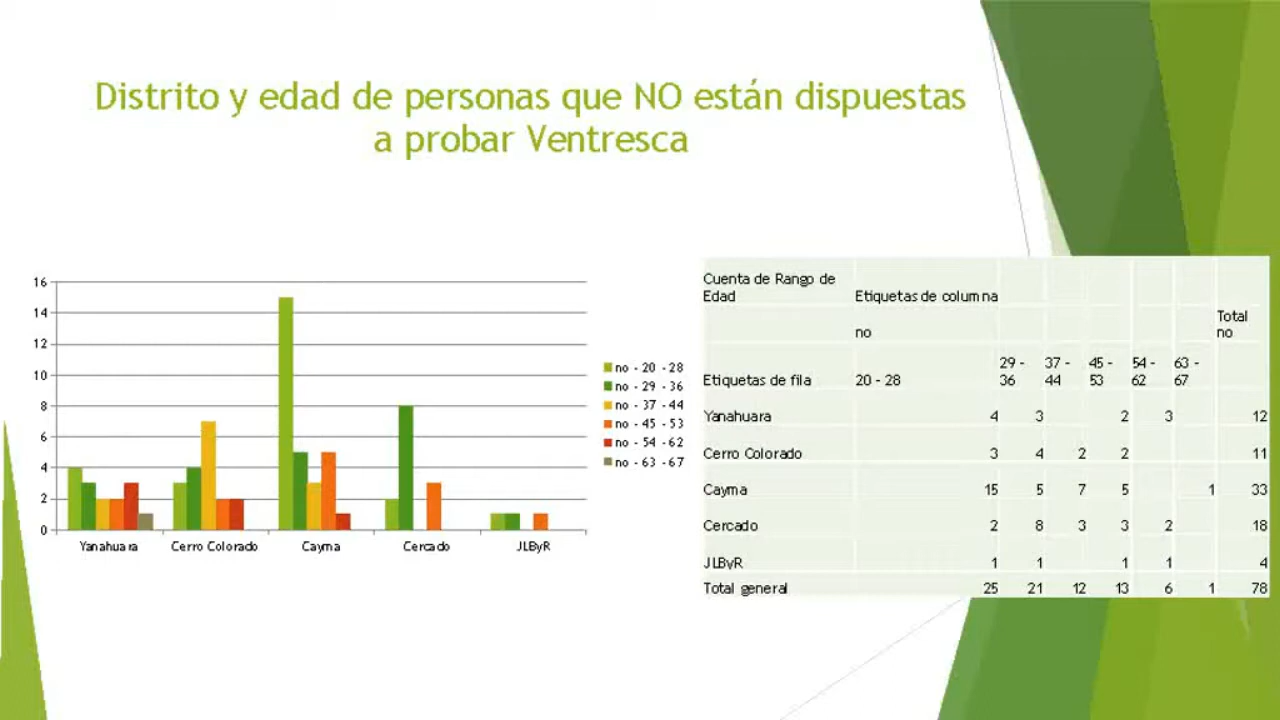 Distrito y edad de personas que NO están dispuestas
a probar Ventresca
16
14
12
10
8
6
4
2
0
Yanahuara Cerro Colorado Cayma Cercado JLByR
no - 20 - 28
no - 29 - 36
no - 37 - 44
no - 45 - 53
no - 54 - 62
no - 63 - 67
Cuenta de Rango de
Edad Etiquetas de columna
no Total no
Etiquetas de fila 20 - 28 29 - 36 37 - 44 45 - 53 54 - 62 63 - 67
Yanahuara 4 3 2 3 12
Cerro Colorado 3 4 2 2 11
Cayma 15 5 7 5 1 33
Cercado 2 8 3 3 2 18
JLByR 1 1 1 1 4
Total general 25 21 12 13 6 1 78